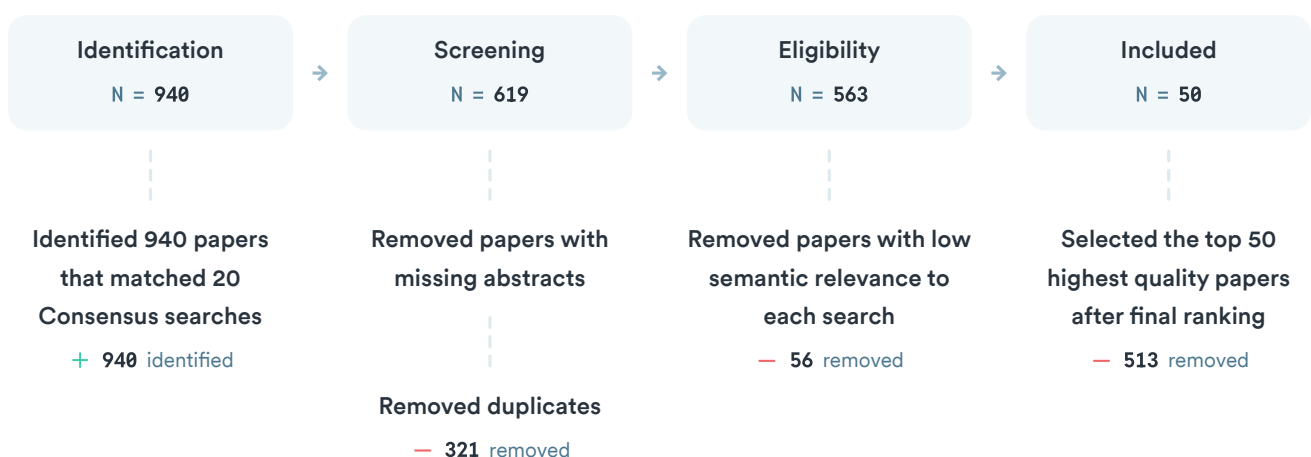 Identification
N = 940
Screening
N = 619
Eligibility
N = 563
Included
N = 50
Identified 940 papers
that matched 20
Consensus searches
+ 940 identified
Removed papers with
missing abstracts
Removed duplicates
— 321 removed
Removed papers with low
semantic relevance to
each search
— 56 removed
Selected the top 50
highest quality papers
after final ranking
— 513 removed